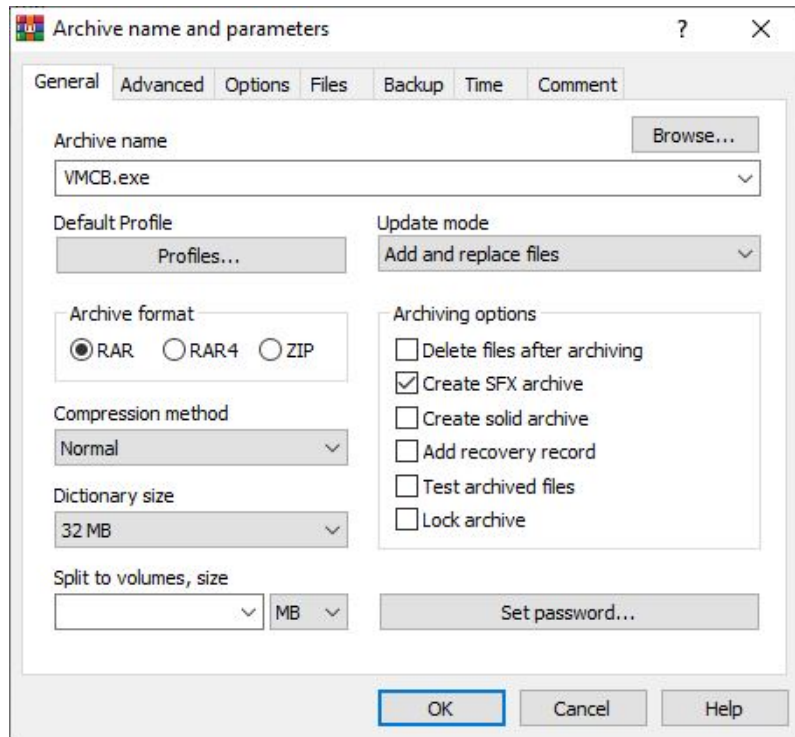 Archive name and parameters
General Advanced Options Files Backup Time Comment
Archive name
Browse...
VMCB.exe
Default Profile
Profiles...
Update mode
Add and replace files
Archive format
RAR RAR4 ZIP
Compression method
Normal
Dictionary size
32 MB
Split to volumes, size
MB
Archiving options
Delete files after archiving
Create SFX archive
Create solid archive
Add recovery record
Test archived files
Lock archive
Set password...
OK Cancel Help